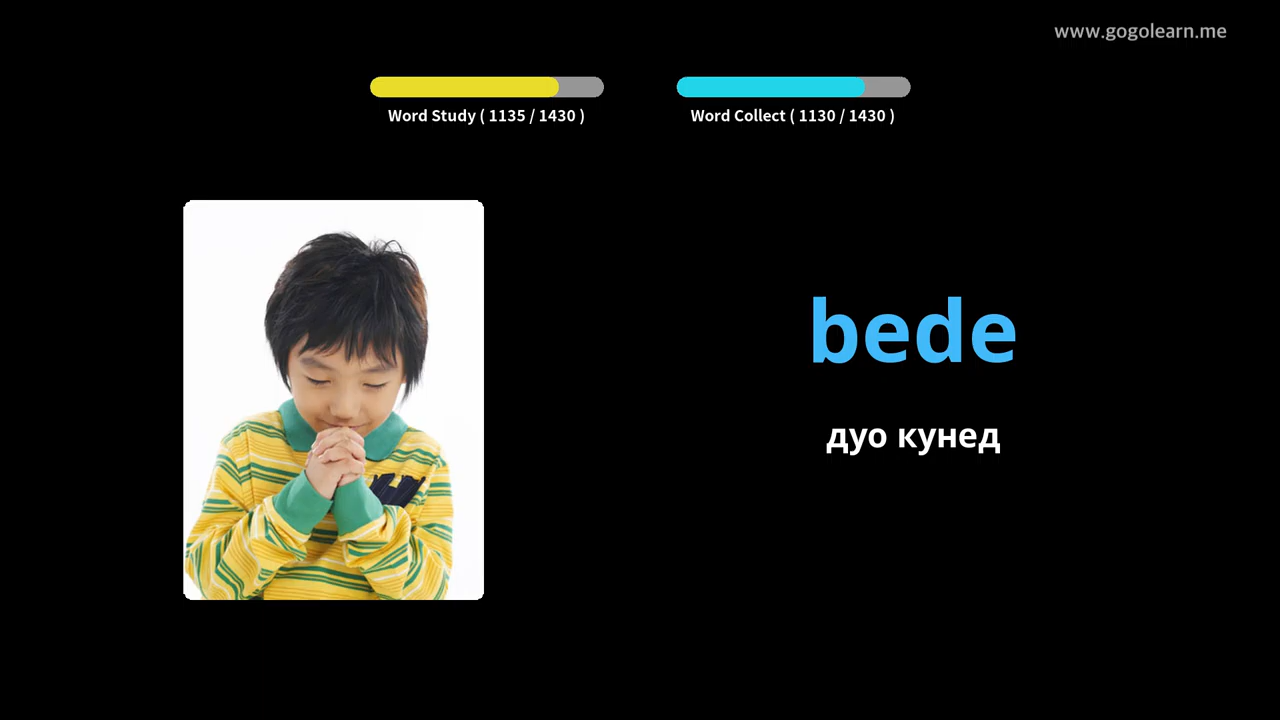 www.gogolearn.me
Word Study ( 1135 / 1430 )
Word Collect ( 1130 / 1430 )
bede
дуо кунед